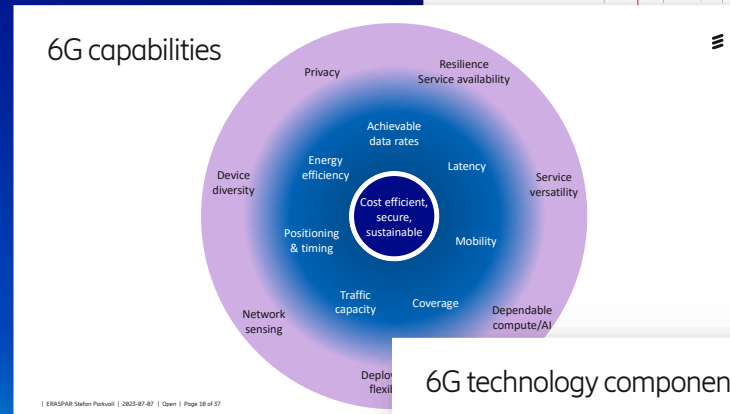 6G capabilities
Privacy
Resilience
Service availability
Achievable
data rates
Energy
efficiency
Latency
Device
diversity
Service
versatility
Cost efficient,
secure,
sustainable
Positioning
& timing
Mobility
Traffic
capacity
Coverage
Network
sensing
Dependable
compute/AI
| ERASPAR Stefan Parkvall | 2023-07-07 | Open | Page 10 of 37
6G technology